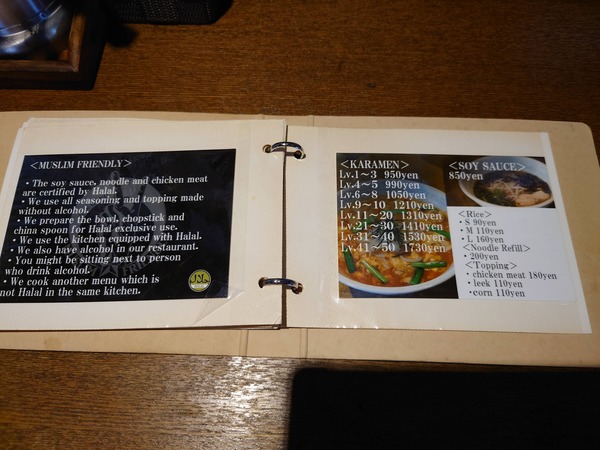 <MUSLIM FRIENDLY>
・The soy sauce, noodle and chicken meat
are certified by Halal.
・We use all seasoning and topping made
without alcohol.
・We prepare the bowl, chopstick and
china spoon for Halal exclusive use.
・We use the kitchen equipped with Halal.
・We also have alcohol in our restaurant.
・You might be sitting next to person
who drink alcohol.
・We cook another menu which is
not Halal in the same kitchen.
<KARAMEN>
Lv.1～3 950yen
Lv.4～5 990yen
Lv.6～8 1050yen
Lv.9～10 1210yen
Lv.11～20 1310yen
Lv.21～30 1410yen
Lv.31～40 1530yen
Lv.41～50 1730yen
<SOY SAUCE>
850yen
<Rice>
・S 90yen
・M 110yen
・L 160yen
<Noodle Refill>
・200yen
<Topping>
・chicken meat 180yen
・leek 110yen
・corn 110yen